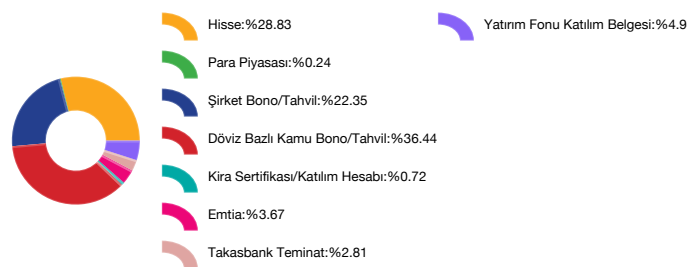 Hisse:%28.83
Para Piyasası:%0.24
Şirket Bono/Tahvil:%22.35
Döviz Bazlı Kamu Bono/Tahvil:%36.44
Kira Sertifikası/Katılım Hesabı:%0.72
Emtia:%3.67
Takasbank Teminat:%2.81
Yatırım Fonu Katılım Belgesi:%4.9